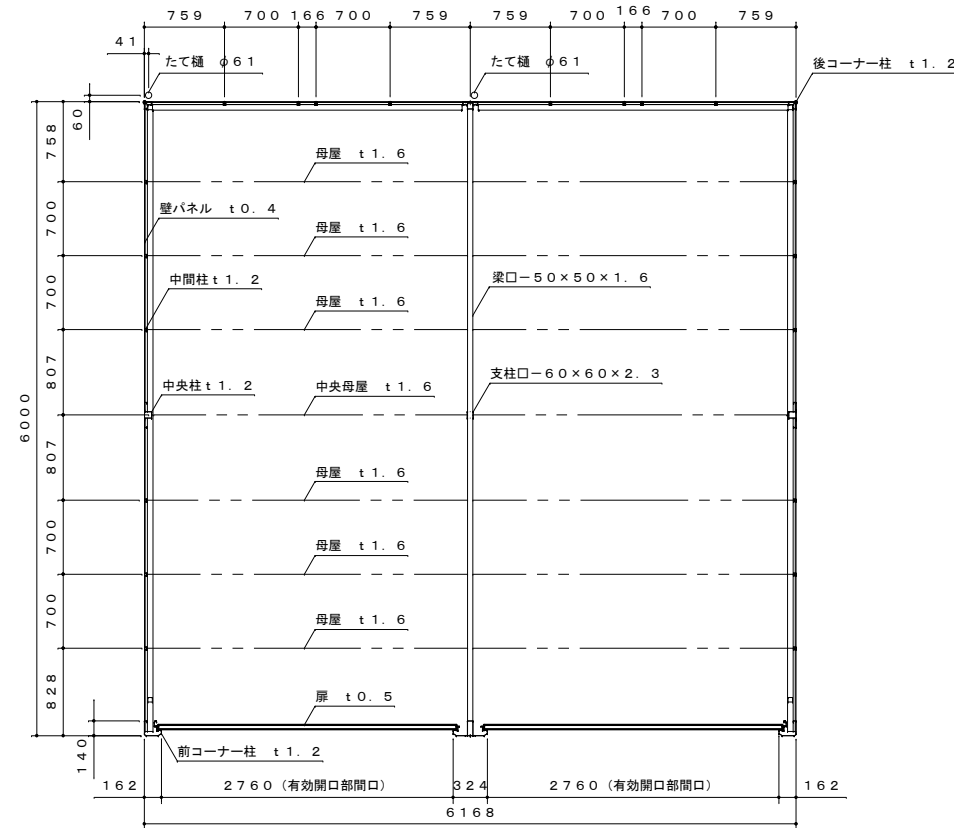 759 700 166 700 759 759 700 166 700 759
41
たて樋 φ61 たて樋 φ61
後コーナー柱 t1.2
60
758
母屋 t1.6
700
壁パネル t0.4
母屋 t1.6
700
中間柱t1.2
梁口-50×50×1.6
母屋 t1.6
807
中央柱t1.2
中央母屋 t1.6
支柱口-60×60×2.3
6000
807
母屋 t1.6
700
母屋 t1.6
700
母屋 t1.6
828
扉 t0.5
140
前コーナー柱 t1.2
162 2760(有効開口部間口) 324 2760(有効開口部間口) 162
6168